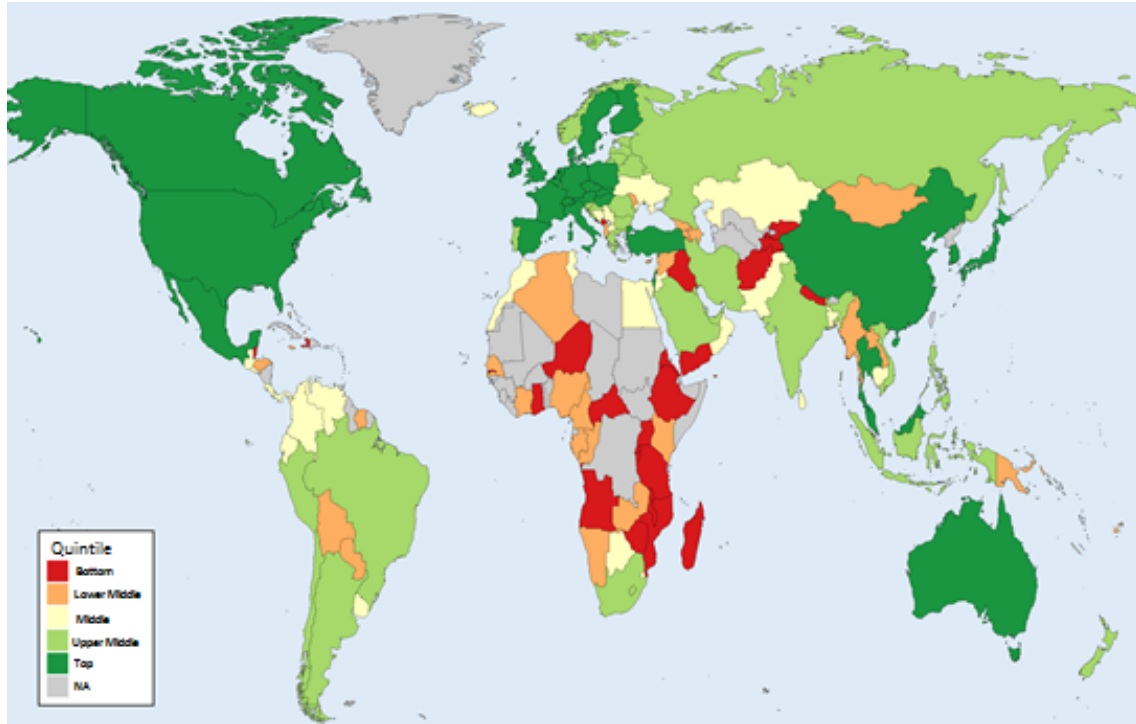 Quintile
Bottom
Lower Middle
Middle
Upper Middle
Top
NA